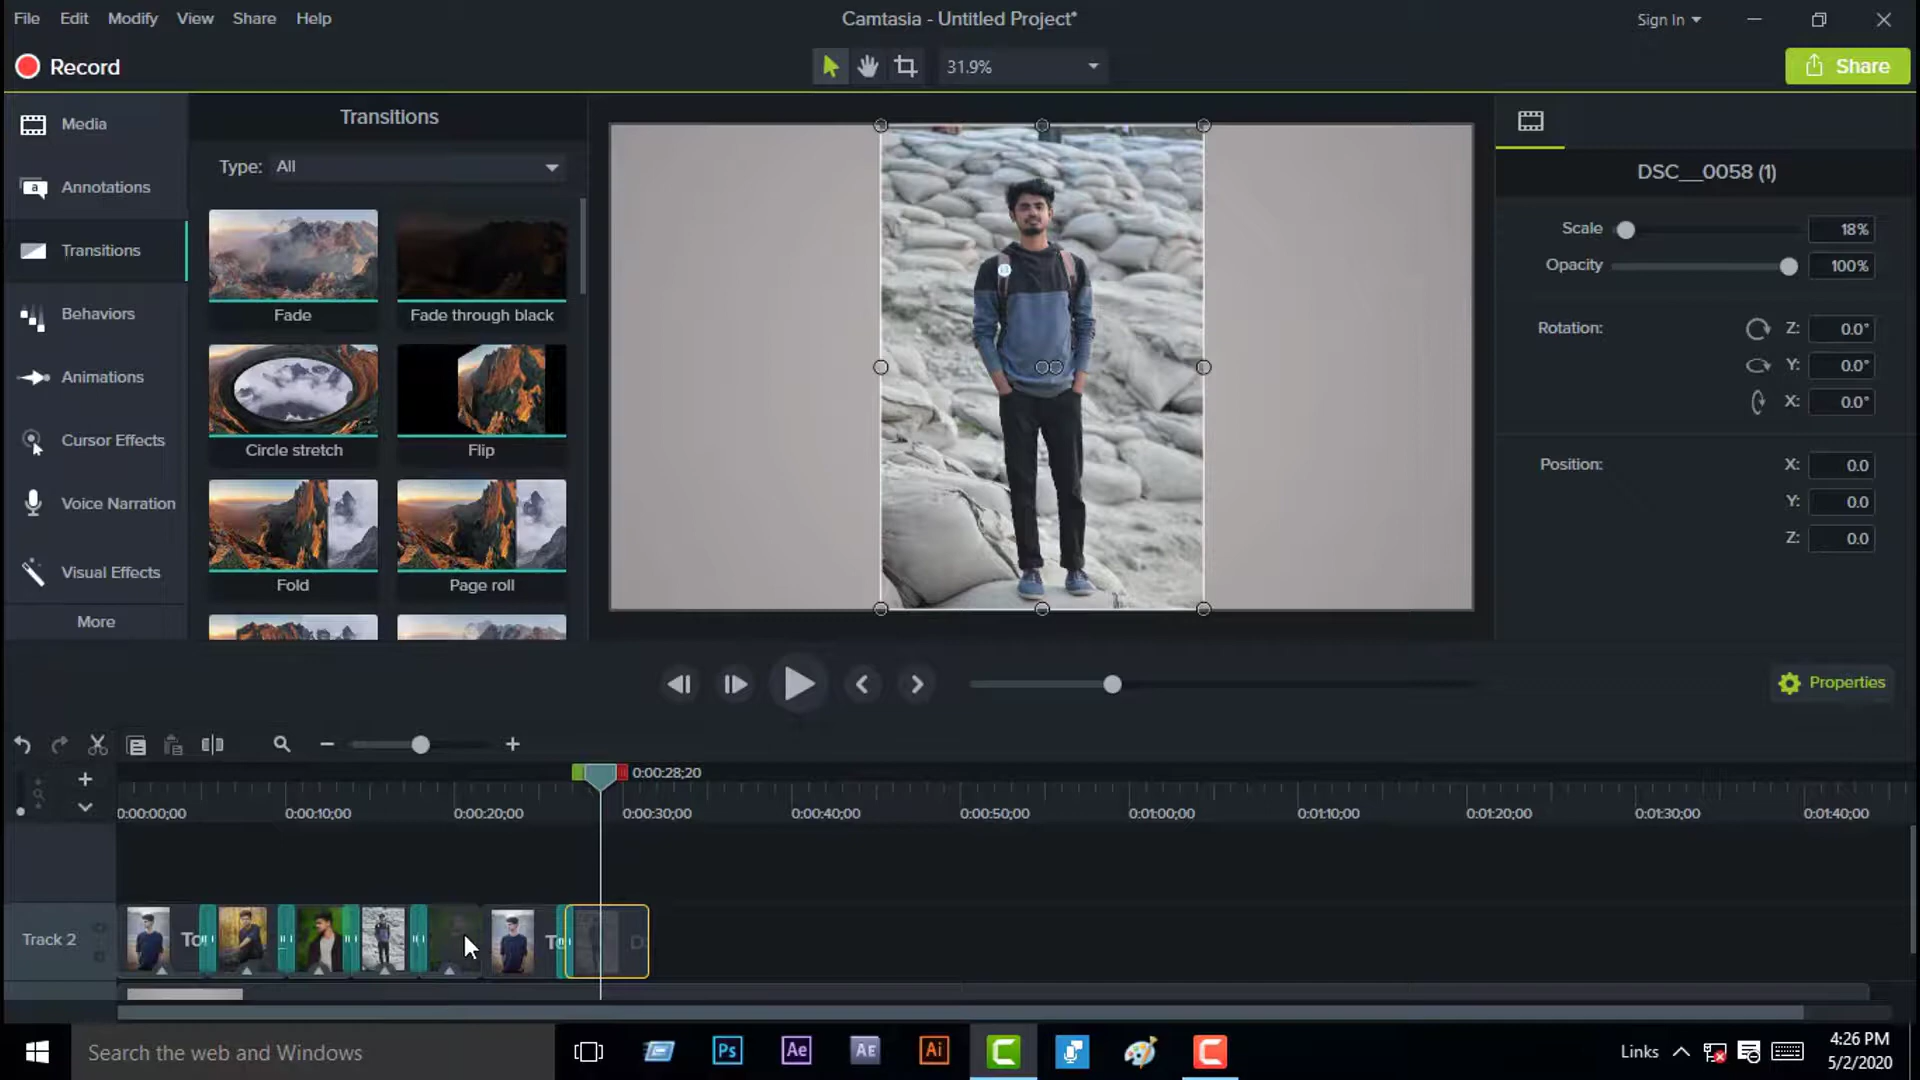 File Edit Modify View Share Help
Camtasia - Untitled Project*
Sign In
Record
31.9%
Share
Media
Annotations
Transitions
Behaviors
Animations
Cursor Effects
Voice Narration
Visual Effects
More
Transitions
Type: All
Fade
Fade through black
Circle stretch
Flip
Fold
Page roll
DSC__0058 (1)
Scale 18%
Opacity 100%
Rotation: Z: 0.0°
Y: 0.0°
X: 0.0°
Position: X: 0.0
Y: 0.0
Z: 0.0
Properties
0:00:28;20
0:00:00;00 0:00:10;00 0:00:20;00 0:00:30;00 0:00:40;00 0:00:50;00 0:01:00;00 0:01:10;00 0:01:20;00 0:01:30;00 0:01:40;00
Track 2
Search the web and Windows
Ps
Ae
AE
Ai
Links
4:26 PM
5/2/2020